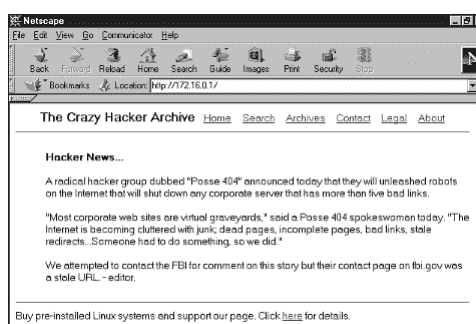 Netscape
File Edit View Go Communicator Help
Back Forward Reload Home Search Guide Images Print Security Stop
Bookmarks Location: http://172.16.0.1/
The Crazy Hacker Archive Home Search Archives Contact Legal About
Hacker News...
A radical hacker group dubbed "Posse 404" announced today that they will unleashed robots
on the Internet that will shut down any corporate server that has more than five bad links.
"Most corporate web sites are virtual graveyards," said a Posse 404 spokeswoman today. "The
Internet is becoming cluttered with junk; dead pages, incomplete pages, bad links, stale
redirects...Someone had to do something, so we did."
We attempted to contact the FBI for comment on this story but their contact page on fbi.gov was
a stale URL. - editor.
Buy pre-installed Linux systems and support our page. Click here for details.